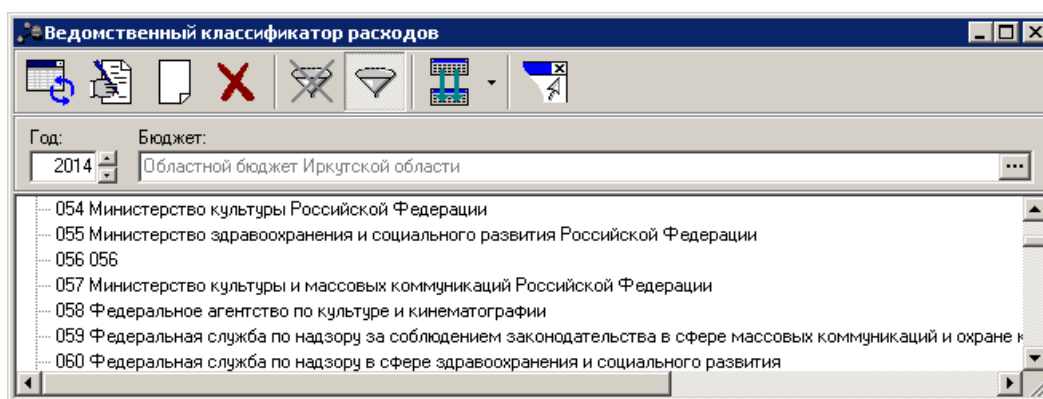 Ведомственный классификатор расходов
Год: Бюджет:
2014 Областной бюджет Иркутской области ...
054 Министерство культуры Российской Федерации
055 Министерство здравоохранения и социального развития Российской Федерации
056 056
057 Министерство культуры и массовых коммуникаций Российской Федерации
058 Федеральное агентство по культуре и кинематографии
059 Федеральная служба по надзору за соблюдением законодательства в сфере массовых коммуникаций и охране
060 Федеральная служба по надзору в сфере здравоохранения и социального развития